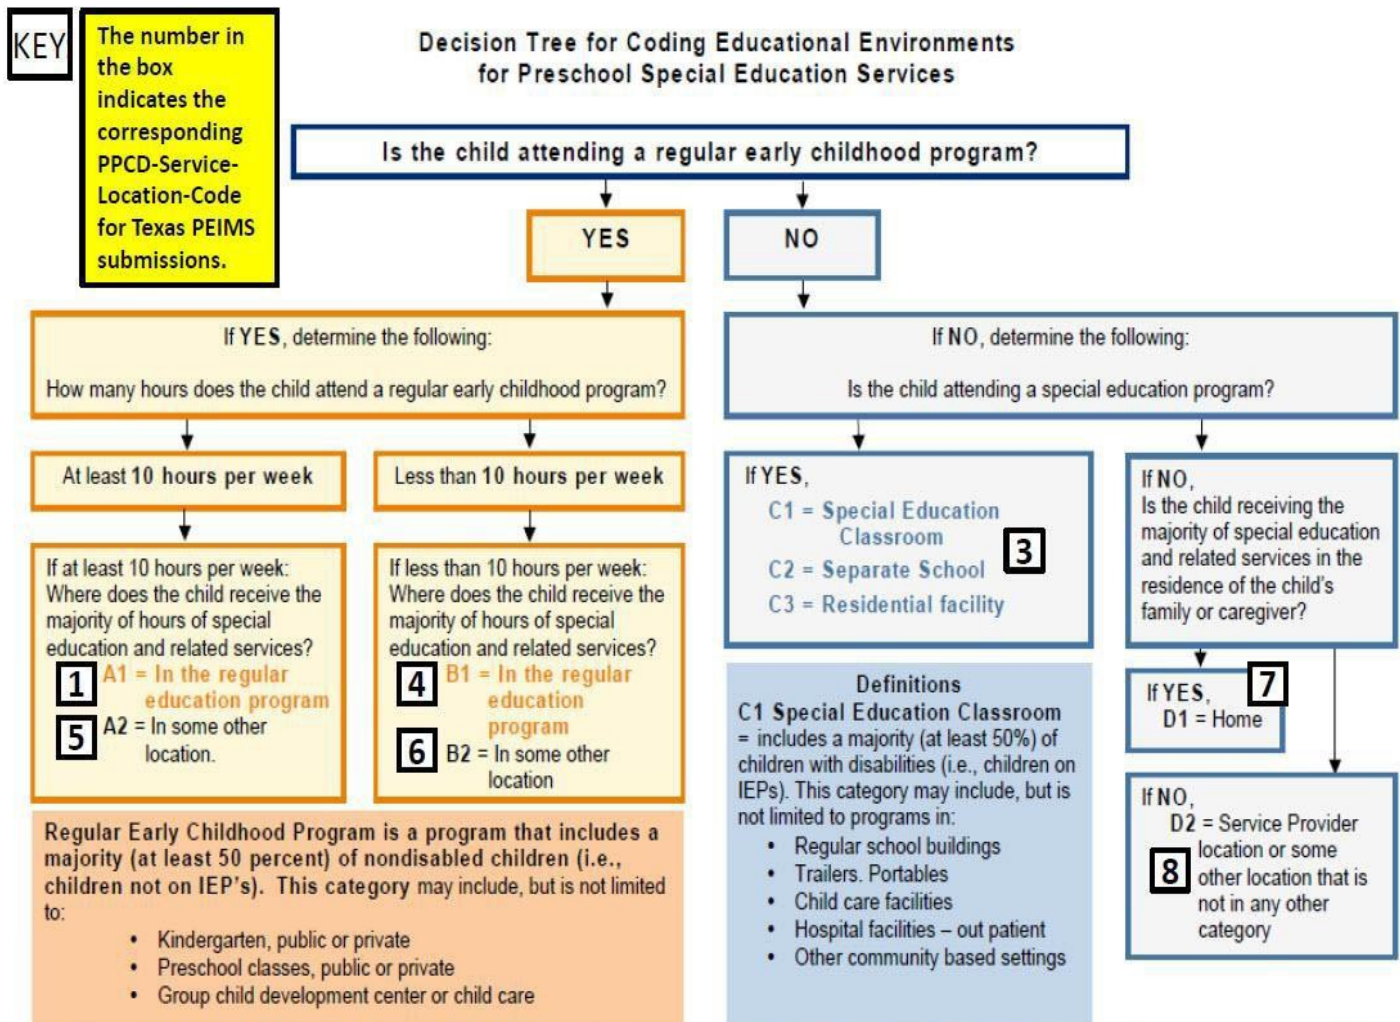 KEY
The number in
the box
indicates the
corresponding
PPCD-Service-
Location-Code
for Texas PEIMS
submissions.
Decision Tree for Coding Educational Environments
for Preschool Special Education Services
Is the child attending a regular early childhood program?
YES
NO
If YES, determine the following:
How many hours does the child attend a regular early childhood program?
If NO, determine the following:
Is the child attending a special education program?
At least 10 hours per week
Less than 10 hours per week
If at least 10 hours per week:
Where does the child receive the
majority of hours of special
education and related services?
1
A1 = In the regular
education program
5
A2 = In some other
location.
If less than 10 hours per week:
Where does the child receive the
majority of hours of special
education and related services?
4
B1 = In the regular
education
program
6
B2 = In some other
location
If YES,
C1 = Special Education
Classroom
3
C2 = Separate School
C3 = Residential facility
If NO,
Is the child receiving the
majority of special education
and related services in the
residence of the child's
family or caregiver?
If YES,
7
D1 = Home
If NO,
D2 = Service Provider
location or some
8
other location that is
not in any other
category
Regular Early Childhood Program is a program that includes a
majority (at least 50 percent) of nondisabled children (i.e.,
children not on IEP's). This category may include, but is not limited
to:
• Kindergarten, public or private
• Preschool classes, public or private
• Group child development center or child care
Definitions
C1 Special Education Classroom
= includes a majority (at least 50%) of
children with disabilities (i.e., children on
IEPs). This category may include, but is
not limited to programs in:
• Regular school buildings
• Trailers. Portables
• Child care facilities
• Hospital facilities – out patient
• Other community based settings